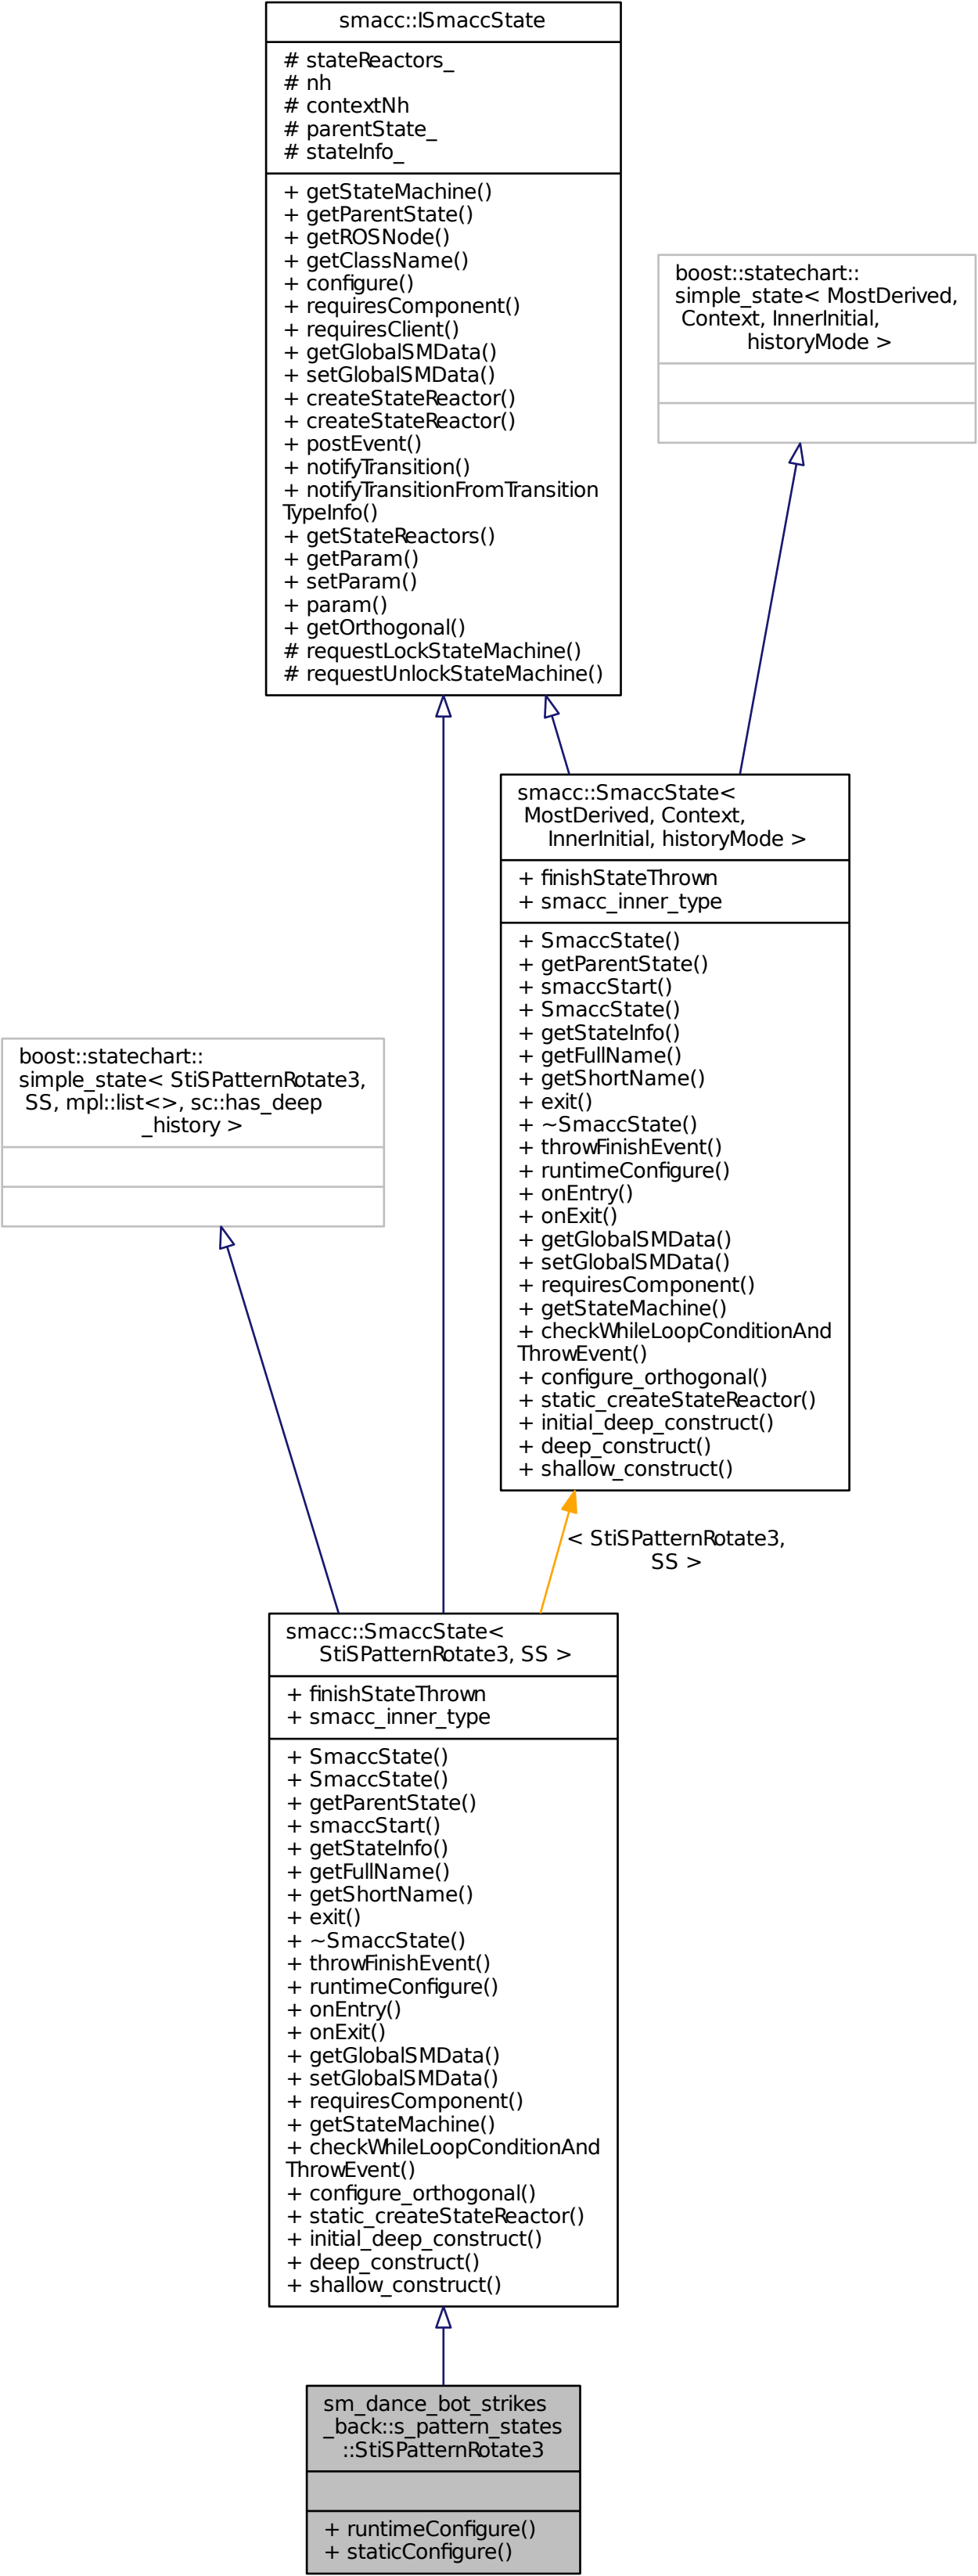 smacc::ISmaccState
# stateReactors_
# nh
# contextNh
# parentState_
# stateInfo_
+ getStateMachine()
+ getParentState()
+ getROSNode()
+ getClassName()
+ configure()
+ requiresComponent()
+ requiresClient()
+ getGlobalSMData()
+ setGlobalSMData()
+ createStateReactor()
+ createStateReactor()
+ postEvent()
+ notifyTransition()
+ notifyTransitionFromTransition
TypeInfo()
+ getStateReactors()
+ getParam()
+ setParam()
+ param()
+ getOrthogonal()
# requestLockStateMachine()
# requestUnlockStateMachine()
boost::statechart::
simple_state< MostDerived,
Context, InnerInitial,
historyMode >
smacc::SmaccState<
MostDerived, Context,
InnerInitial, historyMode >
+ finishStateThrown
+ smacc_inner_type
+ SmaccState()
+ getParentState()
+ smaccStart()
+ SmaccState()
+ getStateInfo()
+ getFullName()
+ getShortName()
+ exit()
+ ~SmaccState()
+ throwFinishEvent()
+ runtimeConfigure()
+ onEntry()
+ onExit()
+ getGlobalSMData()
+ setGlobalSMData()
+ requiresComponent()
+ getStateMachine()
+ checkWhileLoopConditionAnd
ThrowEvent()
+ configure_orthogonal()
+ static_createStateReactor()
+ initial_deep_construct()
+ deep_construct()
+ shallow_construct()
boost::statechart::
simple_state< StiSPatternRotate3,
SS, mpl::list<>, sc::has_deep
_history >
< StiSPatternRotate3,
SS >
smacc::SmaccState<
StiSPatternRotate3, SS >
+ finishStateThrown
+ smacc_inner_type
+ SmaccState()
+ SmaccState()
+ getParentState()
+ smaccStart()
+ getStateInfo()
+ getFullName()
+ getShortName()
+ exit()
+ ~SmaccState()
+ throwFinishEvent()
+ runtimeConfigure()
+ onEntry()
+ onExit()
+ getGlobalSMData()
+ setGlobalSMData()
+ requiresComponent()
+ getStateMachine()
+ checkWhileLoopConditionAnd
ThrowEvent()
+ configure_orthogonal()
+ static_createStateReactor()
+ initial_deep_construct()
+ deep_construct()
+ shallow_construct()
sm_dance_bot_strikes
_back::s_pattern_states
::StiSPatternRotate3
+ runtimeConfigure()
+ staticConfigure()